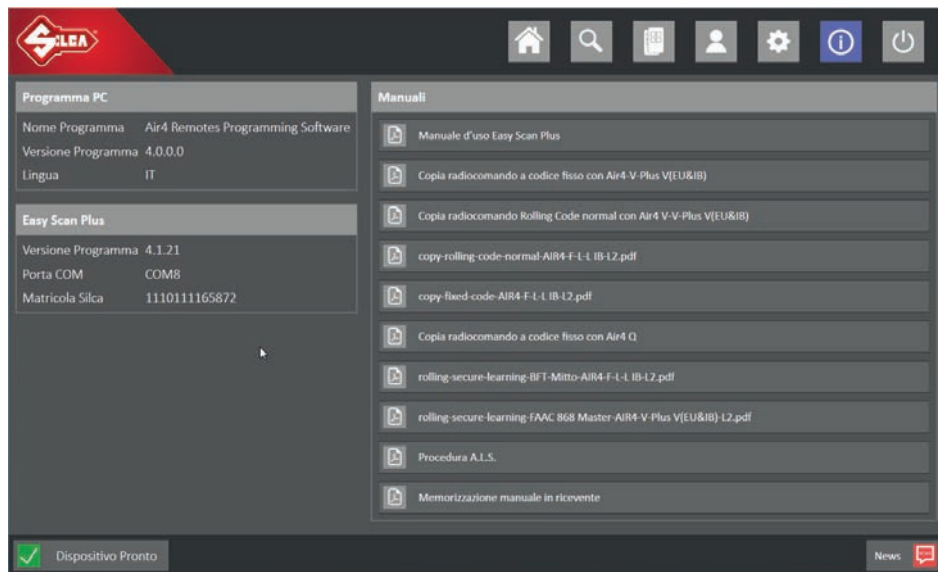 SILCA
Programma PC
Nome Programma Air4 Remotes Programming Software
Versione Programma 4.0.0.0
Lingua IT
Easy Scan Plus
Versione Programma 4.1.21
Porta COM COM8
Matricola Silca 1110111165872
Manuali
Manuale d'uso Easy Scan Plus
Copia radiocomando a codice fisso con Air4-V-Plus V(EU&IB)
Copia radiocomando Rolling Code normal con Air4 V-V-Plus V(EU&IB)
copy-rolling-code-normal-AIR4-F-L-L IB-L2.pdf
copy-fixed-code-AIR4-F-L-L IB-L2.pdf
Copia radiocomando a codice fisso con Air4 Q
rolling-secure-learning-BFT-Mitto-AIR4-F-L-L IB-L2.pdf
rolling-secure-learning-FAAC 868 Master-AIR4-V-Plus V(EU&IB)-L2.pdf
Procedura A.L.S.
Memorizzazione manuale in ricevente
Dispositivo Pronto
News